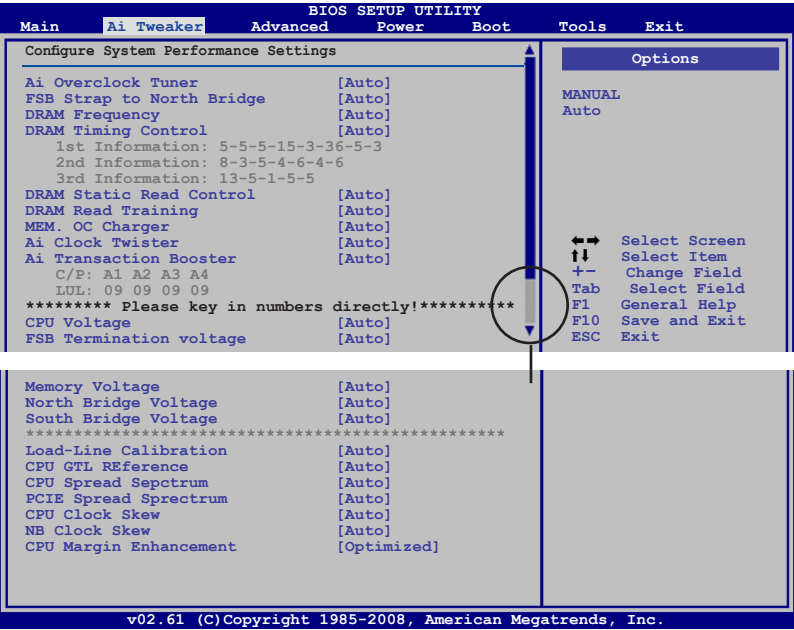 BIOS SETUP UTILITY
Main Ai Tweaker Advanced Power Boot Tools Exit
Configure System Performance Settings
Ai Overclock Tuner [Auto]
FSB Strap to North Bridge [Auto]
DRAM Frequency [Auto]
DRAM Timing Control [Auto]
1st Information: 5-5-5-15-3-36-5-3
2nd Information: 8-3-5-4-6-4-6
3rd Information: 13-5-1-5-5
DRAM Static Read Control [Auto]
DRAM Read Training [Auto]
MEM. OC Charger [Auto]
Ai Clock Twister [Auto]
Ai Transaction Booster [Auto]
C/P: A1 A2 A3 A4
LUL: 09 09 09 09
********* Please key in numbers directly!**********
CPU Voltage [Auto]
FSB Termination voltage [Auto]
Memory Voltage [Auto]
North Bridge Voltage [Auto]
South Bridge Voltage [Auto]
**************************************************
Load-Line Calibration [Auto]
CPU GTL REference [Auto]
CPU Spread Sepctrum [Auto]
PCIE Spread Sprectrum [Auto]
CPU Clock Skew [Auto]
NB Clock Skew [Auto]
CPU Margin Enhancement [Optimized]
Options
MANUAL
Auto
←→ Select Screen
↑↓ Select Item
+- Change Field
Tab Select Field
F1 General Help
F10 Save and Exit
ESC Exit
v02.61 (C)Copyright 1985-2008, American Megatrends, Inc.